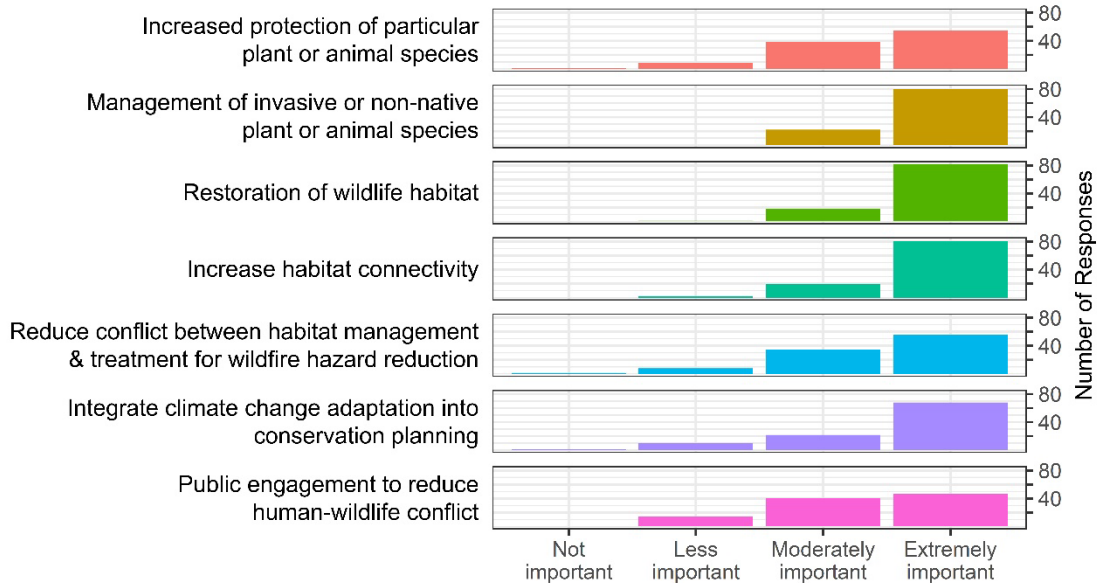 Increased protection of particular
plant or animal species
80
40
Management of invasive or non-native
plant or animal species
80
40
Restoration of wildlife habitat
80
40
Increase habitat connectivity
80
40
Reduce conflict between habitat management
& treatment for wildfire hazard reduction
80
40
Integrate climate change adaptation into
conservation planning
80
40
Public engagement to reduce
human-wildlife conflict
80
40
Number of Responses
Not
important
Less
important
Moderately
important
Extremely
important